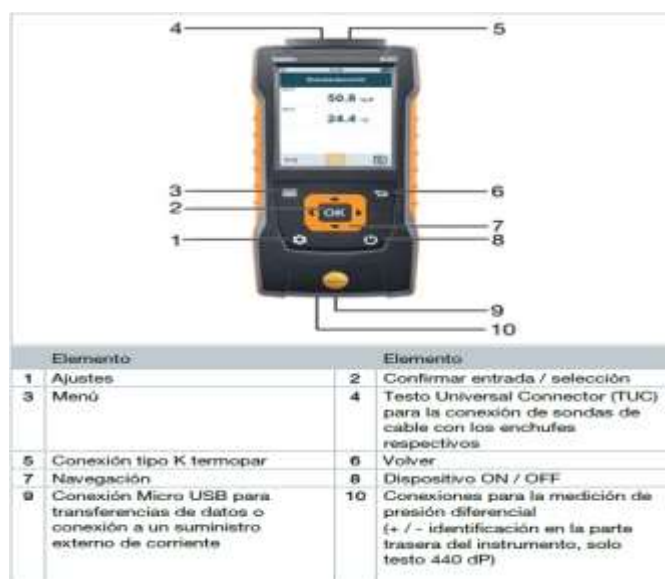 4
5
50.8
24.4
3
6
2
OK
7
1
8
9
10
Elemento
Elemento
1 Ajustes
2 Confirmar entrada / selección
3 Menú
4 Testo Universal Connector (TUC)
para la conexión de sondas de
cable con los enchufes
respectivos
5 Conexión tipo K termopar
6 Volver
7 Navegación
8 Dispositivo ON / OFF
9 Conexión Micro USB para
transferencias de datos o
conexión a un suministro
externo de corriente
10 Conexiones para la medición de
presión diferencial
(+ / - identificación en la parte
trasera del instrumento, solo
testo 440 dP)